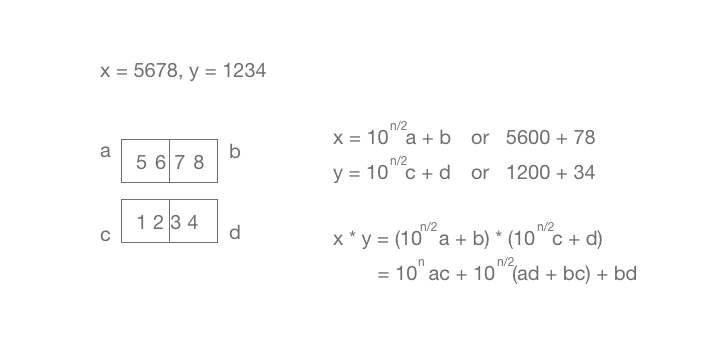 x = 5678, y = 1234
a 5 6 7 8 b
c 1 2 3 4 d
x = 10^{n/2}a + b or 5600 + 78
y = 10^{n/2}c + d or 1200 + 34
x * y = (10^{n/2}a + b) * (10^{n/2}c + d)
= 10^{n} ac + 10^{n/2}(ad + bc) + bd